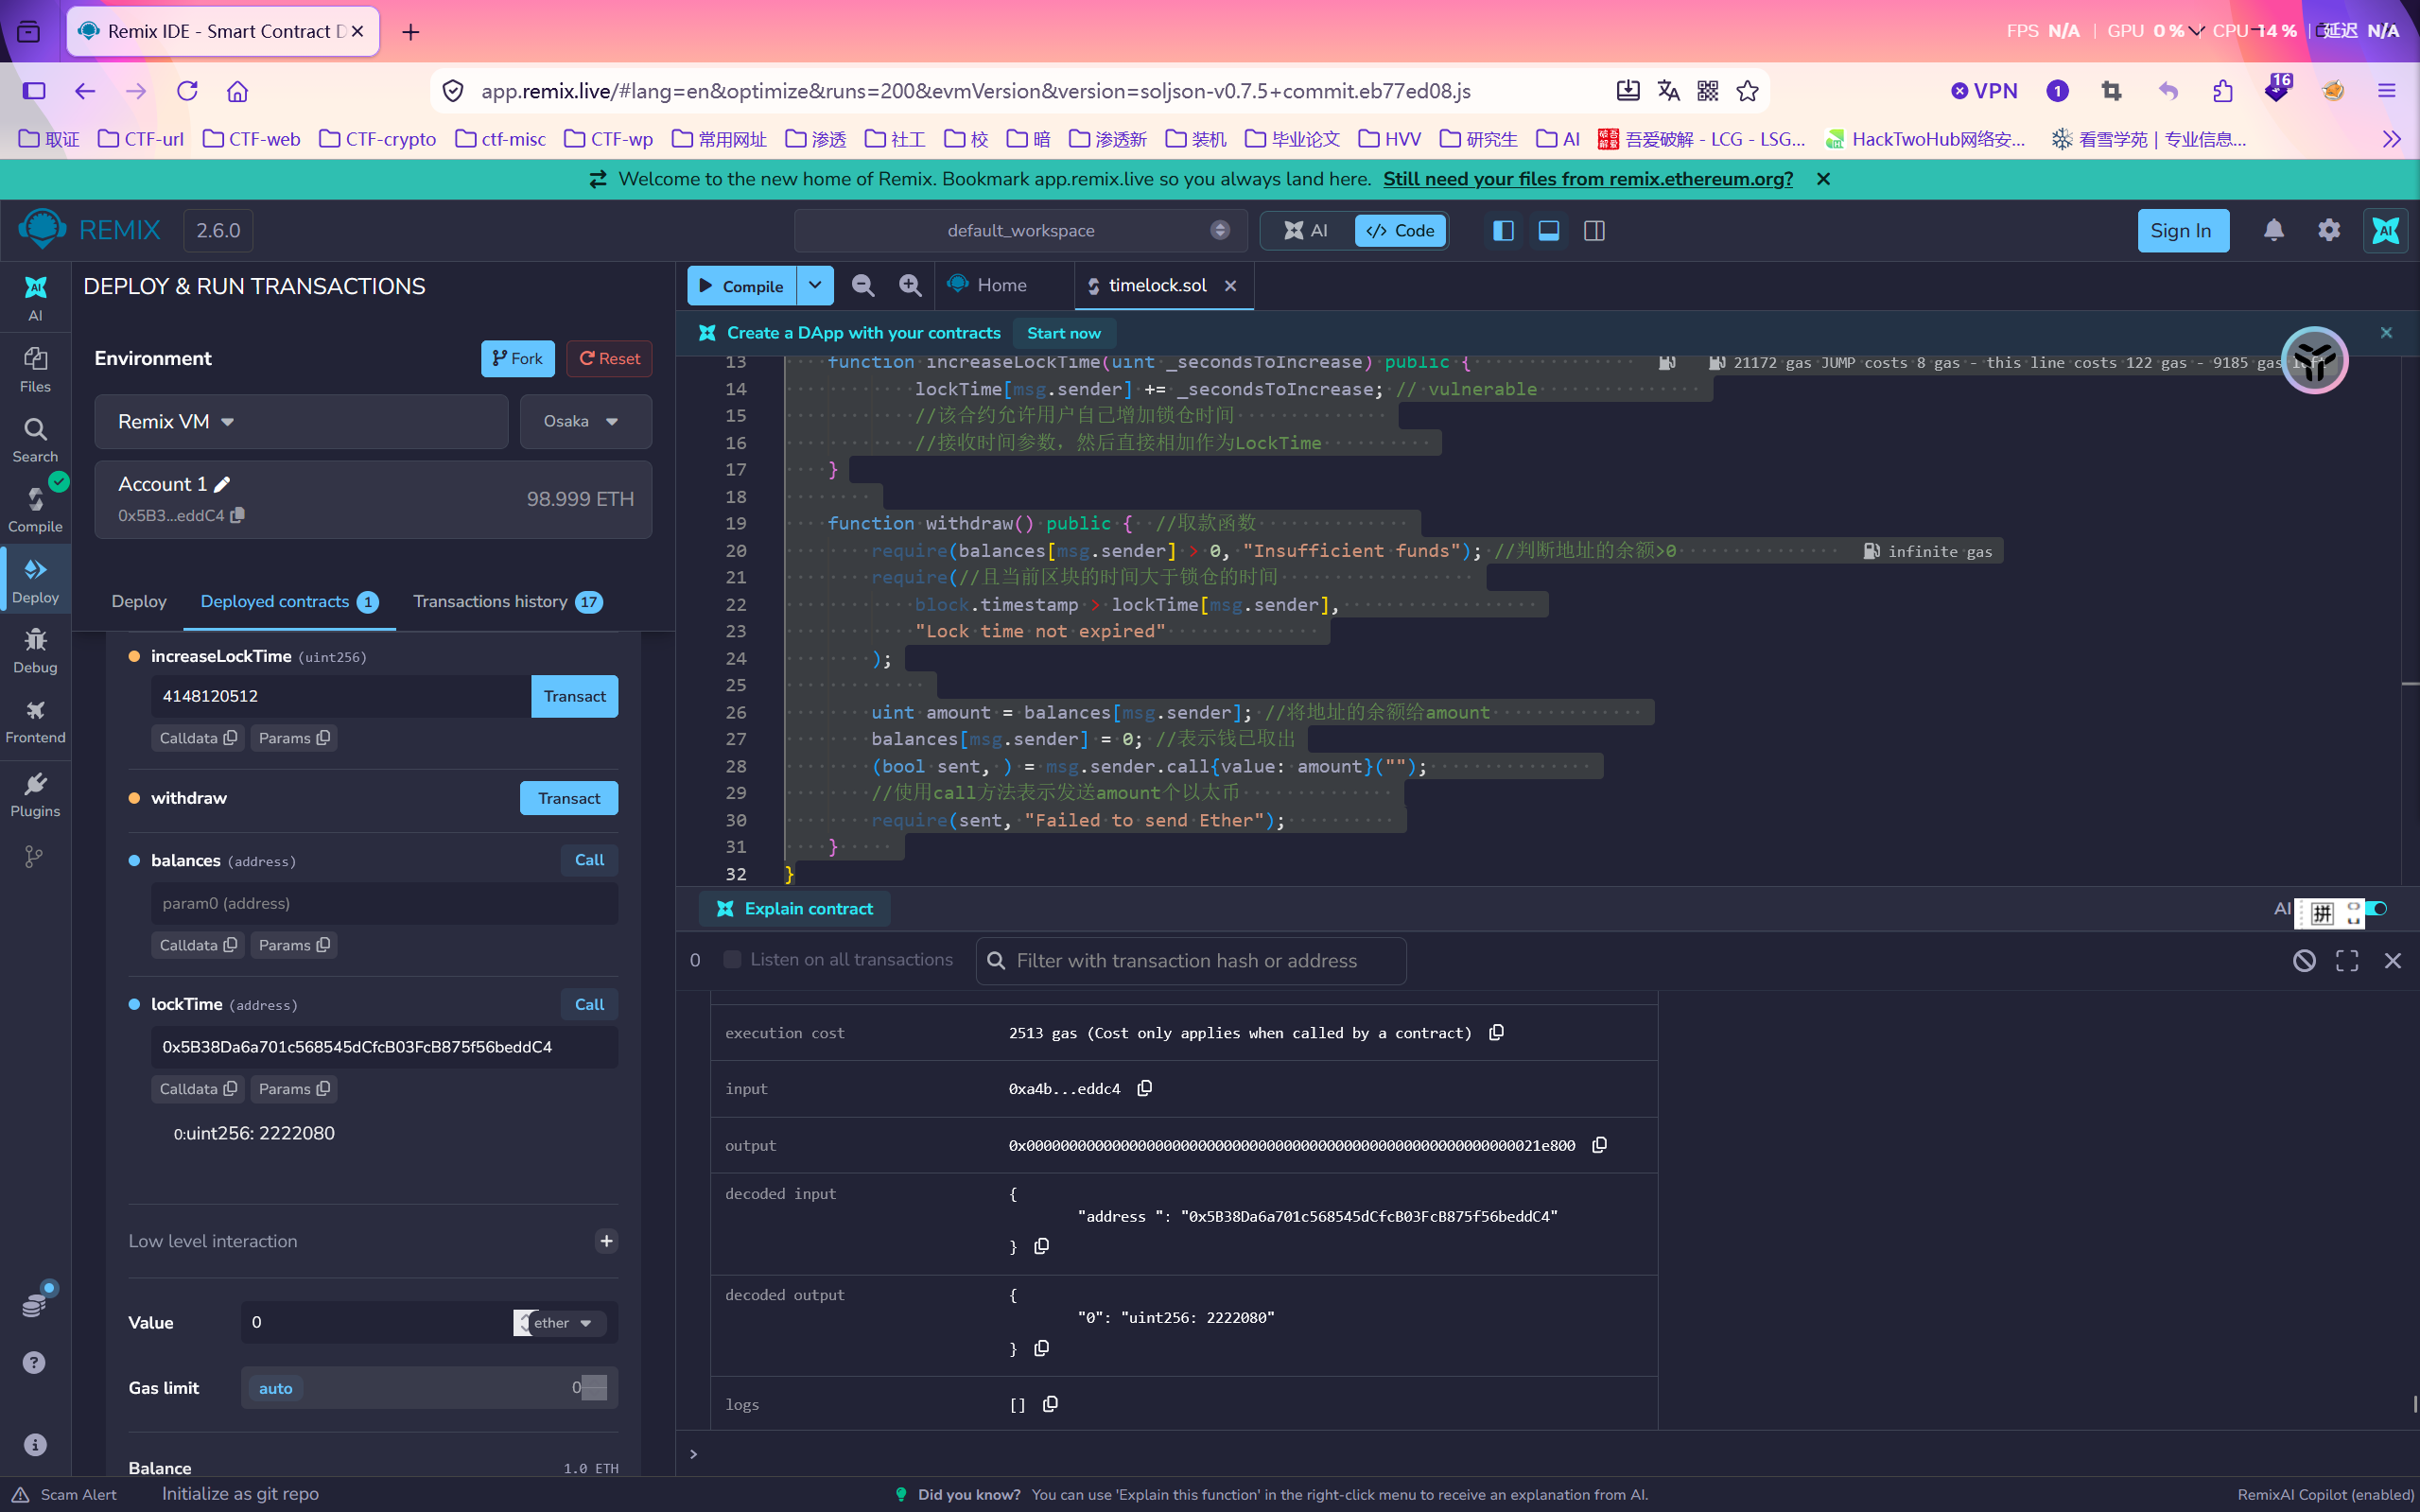 Remix IDE - Smart Contract D
FPS N/A | GPU 0 % | CPU 14 % | 延迟 N/A
app.remix.live/#lang=en&optimize&runs=200&evmVersion&version=soljson-v0.7.5+commit.eb77ed08.js
VPN
1
16
取证 CTF-url CTF-web CTF-crypto ctf-misc CTF-wp 常用网址 渗透 社工 校 暗 渗透新 装机 毕业论文 HVV 研究生 AI 吾爱破解 - LCG - LSG... HackTwoHub网络安... 看雪学苑 | 专业信息...
Welcome to the new home of Remix. Bookmark app.remix.live so you always land here. Still need your files from remix.ethereum.org?
REMIX 2.6.0
default_workspace
AI
</> Code
Sign In
AI
AI
Files
Search
Compile
Deploy
Debug
Frontend
Plugins
DEPLOY & RUN TRANSACTIONS
Environment
Fork
Reset
Remix VM
Osaka
Account 1
98.999 ETH
0x5B3...eddC4
Deploy
Deployed contracts 1
Transactions history 17
increaseLockTime (uint256)
4148120512
Transact
Calldata
Params
withdraw
Transact
balances (address)
Call
param0 (address)
Calldata
Params
lockTime (address)
Call
0x5B38Da6a701c568545dCfcB03FcB875f56beddC4
Calldata
Params
0:uint256: 2222080
Low level interaction
Value
0
ether
Gas limit
auto
0
Balance
1.0 ETH
Compile
Home
timelock.sol
Create a DApp with your contracts
Start now
13 function increaseLockTime(uint _secondsToIncrease) public { 21172 gas JUMP costs 8 gas - this line costs 122 gas - 9185 gas left
14 lockTime[msg.sender] += _secondsToIncrease; // vulnerable
15 //该合约允许用户自己增加锁仓时间
16 //接收时间参数，然后直接相加作为LockTime
17 }
18
19 function withdraw() public { //取款函数
20 require(balances[msg.sender] > 0, "Insufficient funds"); //判断地址的余额>0 infinite gas
21 require(//且当前区块的时间大于锁仓的时间
22 block.timestamp > lockTime[msg.sender],
23 "Lock time not expired"
24 );
25
26 uint amount = balances[msg.sender]; //将地址的余额给amount
27 balances[msg.sender] = 0; //表示钱已取出
28 (bool sent, ) = msg.sender.call{value: amount}("");
29 //使用call方法表示发送amount个以太币
30 require(sent, "Failed to send Ether");
31 }
32 }
Explain contract
AI
拼
0
Listen on all transactions
Filter with transaction hash or address
execution cost 2513 gas (Cost only applies when called by a contract)
input 0xa4b...eddc4
output 0x000000000000000000000000000000000000000000000000000000000021e800
decoded input {
"address ": "0x5B38Da6a701c568545dCfcB03FcB875f56beddC4"
}
decoded output {
"0": "uint256: 2222080"
}
logs []
>
Scam Alert
Initialize as git repo
Did you know? You can use 'Explain this function' in the right-click menu to receive an explanation from AI.
RemixAI Copilot (enabled)